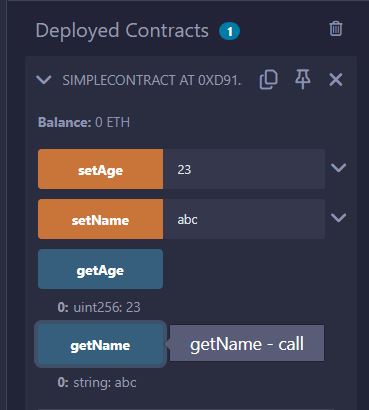 Deployed Contracts 1
SIMPLECONTRACT AT 0XD91.
Balance: 0 ETH
setAge 23
setName abc
getAge
0: uint256: 23
getName getName - call
0: string: abc